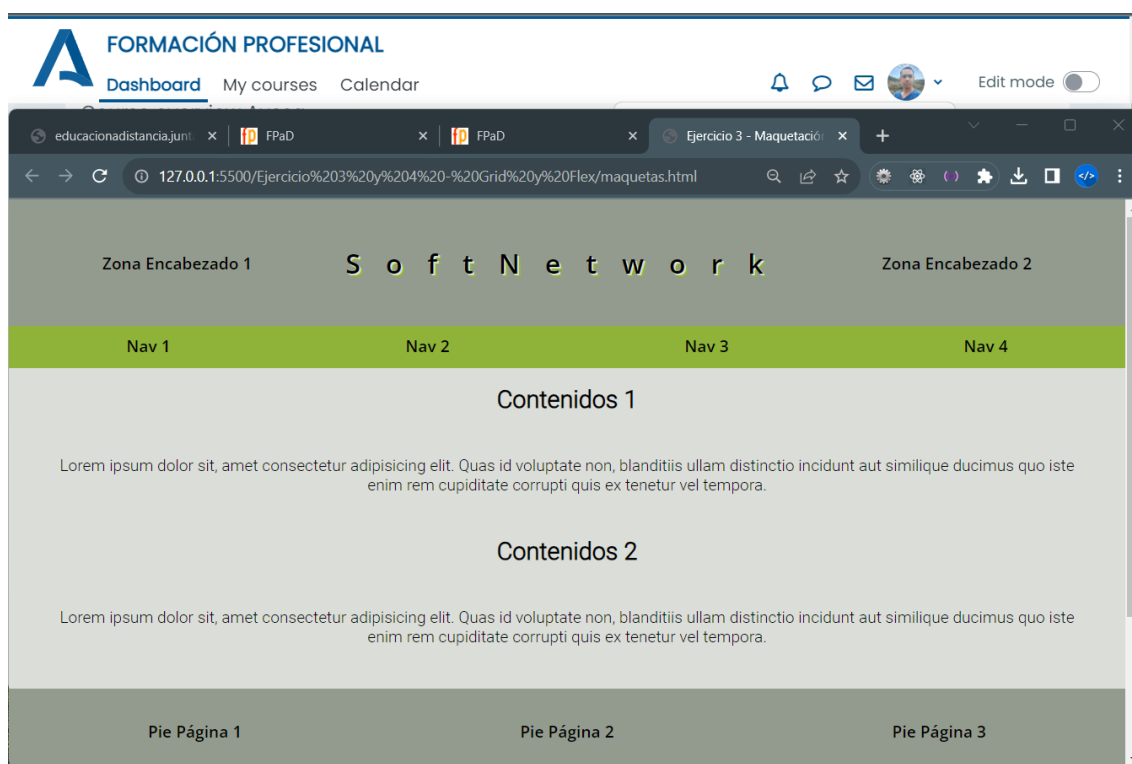 FORMACIÓN PROFESIONAL
Dashboard My courses Calendar Edit mode
educacionadistancia.junt FPaD FPaD Ejercicio 3 - Maquetación
127.0.0.1:5500/Ejercicio%203%20y%204%20-%20Grid%20y%20Flex/maquetas.html
Zona Encabezado 1 SoftNetwork Zona Encabezado 2
Nav 1 Nav 2 Nav 3 Nav 4
Contenidos 1
Lorem ipsum dolor sit, amet consectetur adipisicing elit. Quas id voluptate non, blanditiis ullam distinctio incidunt aut similique ducimus quo iste
enim rem cupiditate corrupti quis ex tenetur vel tempora.
Contenidos 2
Lorem ipsum dolor sit, amet consectetur adipisicing elit. Quas id voluptate non, blanditiis ullam distinctio incidunt aut similique ducimus quo iste
enim rem cupiditate corrupti quis ex tenetur vel tempora.
Pie Página 1 Pie Página 2 Pie Página 3